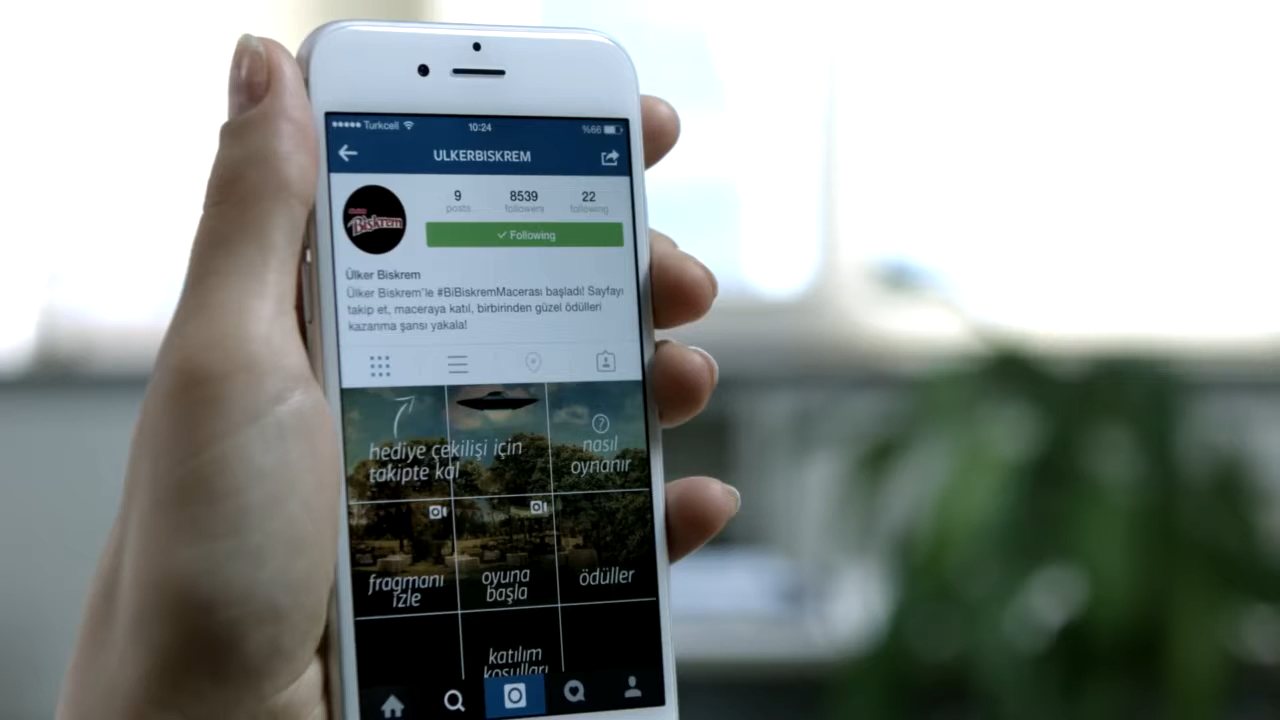 Turkcell
10:24
%66
ULKERBISKREM
9
8539
22
posts
followers
following
Biskrem
✓ Following
Ülker Biskrem
Ülker Biskrem'le #BiBiskremMacerası başladı! Sayfayı
takip et, maceraya katıl, birbirinden güzel ödülleri
kazanma şansı yakala!
hediye çekilişi için
takipte kal
?
nasıl
oynanır
fragmanı
izle
oyuna
başla
ödüller
katılım
koşulları